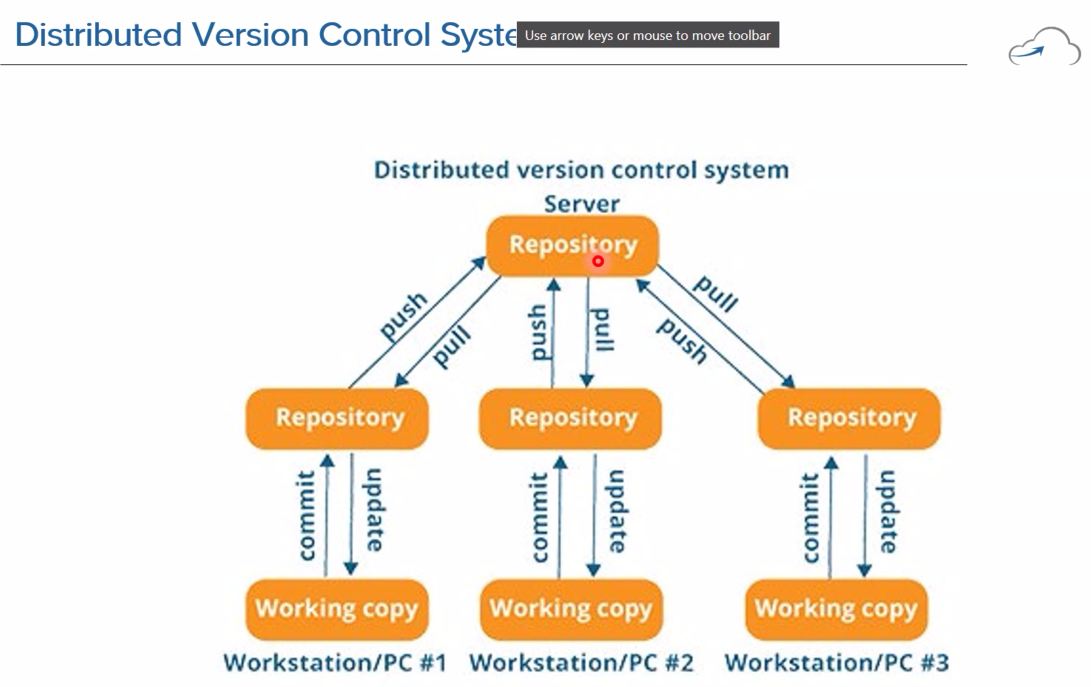 Distributed Version Control Syste
Use arrow keys or mouse to move toolbar
Distributed version control system
Server
Repository
push
pull
push
pull
push
pull
Repository
Repository
Repository
commit
update
commit
update
commit
update
Working copy
Working copy
Working copy
Workstation/PC #1
Workstation/PC #2
Workstation/PC #3